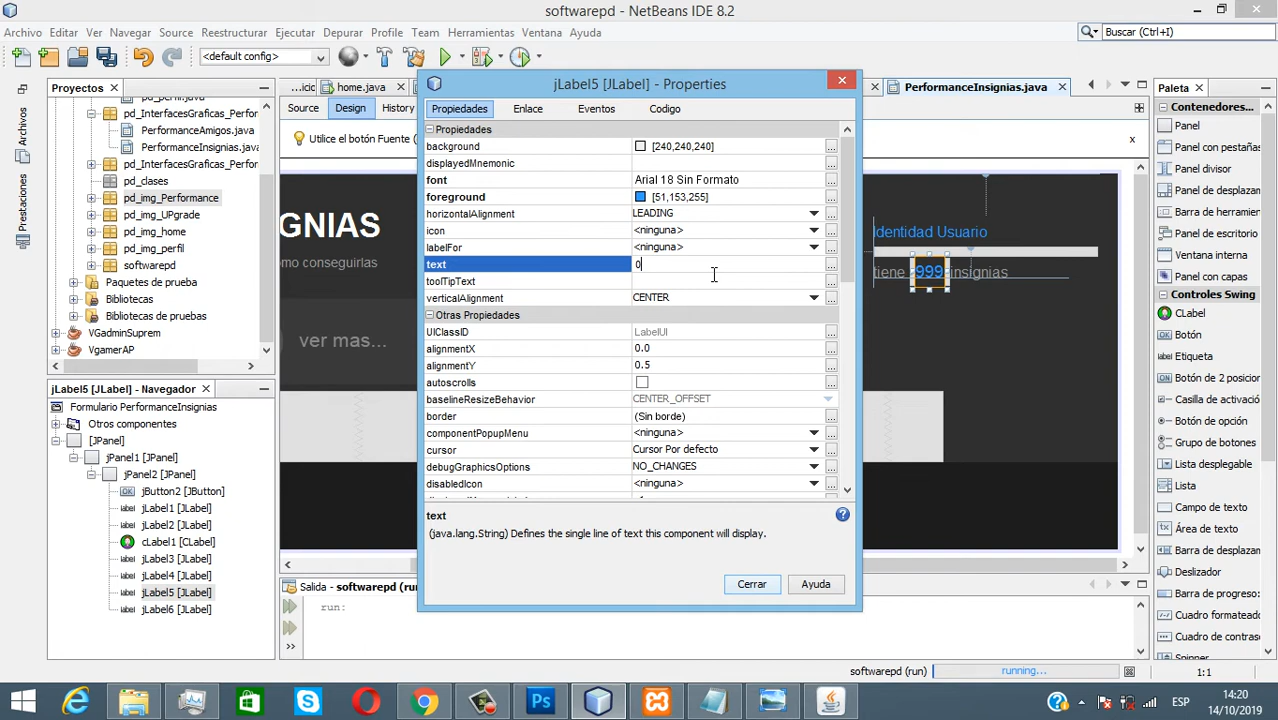 softwarepd - NetBeans IDE 8.2
Archivo Editar Ver Navegar Source Reestructurar Ejecutar Depurar Profile Team Herramientas Ventana Ayuda
Buscar (Ctrl+I)
<default config>
Proyectos
pd_InterfacesGraficas_Perfor
PerformanceAmigos.java
PerformanceInsignias.java
pd_InterfacesGraficas_Perfor
pd_clases
pd_img_Performance
pd_img_UPgrade
pd_img_home
pd_img_perfil
softwarepd
Paquetes de prueba
Bibliotecas
Bibliotecas de pruebas
VGadminSuprem
VgamerAP
Archivos
Servicios
jLabel5 [JLabel] - Navegador
Formulario PerformanceInsignias
Otros componentes
[JPanel]
jPanel1 [JPanel]
jPanel2 [JPanel]
jButton2 [JButton]
jLabel1 [JLabel]
jLabel2 [JLabel]
cLabel1 [CLabel]
jLabel3 [JLabel]
jLabel4 [JLabel]
jLabel5 [JLabel]
jLabel6 [JLabel]
home.java
PerformanceInsignias.java
Source Design History
Utilice el botón Fuente (
x
IGNIAS
omo conseguirlas
ver mas...
Identidad Usuario
tiene 999 insignias
Salida - softwarepd (run
run:
jLabel5 [JLabel] - Properties
Propiedades Enlace Eventos Codigo
Propiedades
background [240,240,240]
displayedMnemonic
font Arial 18 Sin Formato
foreground [51,153,255]
horizontalAlignment LEADING
icon <ninguna>
labelFor <ninguna>
text 0
toolTipText
verticalAlignment CENTER
Otras Propiedades
UIClassID LabelUI
alignmentX 0.0
alignmentY 0.5
autoscrolls
baselineResizeBehavior CENTER_OFFSET
border (Sin borde)
componentPopupMenu <ninguna>
cursor Cursor Por defecto
debugGraphicsOptions NO_CHANGES
disabledIcon <ninguna>
text
(java.lang.String) Defines the single line of text this component will display.
Cerrar Ayuda
Paleta
Contenedores...
Panel
Panel con pestañas
Panel divisor
Panel de desplazar
Barra de herramier
Panel de escritorio
Ventana interna
Panel con capas
Controles Swing
CLabel
Botón
Etiqueta
Botón de 2 posicior
Casilla de activació
Botón de opción
Grupo de botones
Lista desplegable
Lista
Campo de texto
Área de texto
Barra de desplazar
Deslizador
Barra de progreso:
Cuadro formateado
Cuadro de contras
Spinner
softwarepd (run) running... 1:1
ESP
14:20
14/10/2019